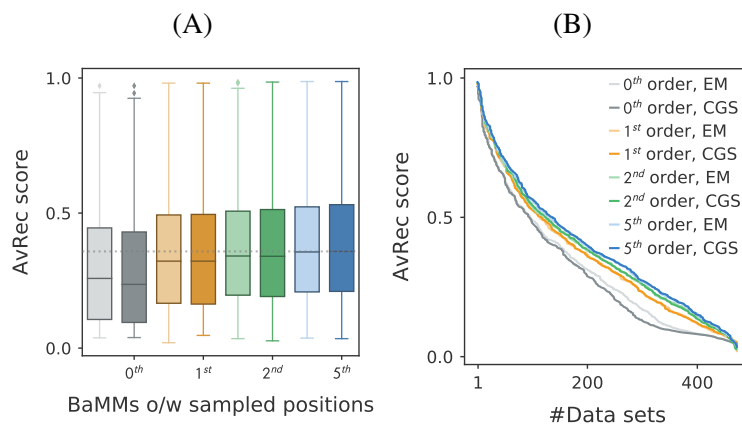 (A)
(B)
1.0
0.5
0.0
AvRec score
0th
1st
2nd
5th
BaMMs o/w sampled positions
1.0
0.5
0.0
AvRec score
0th order, EM
0th order, CGS
1st order, EM
1st order, CGS
2nd order, EM
2nd order, CGS
5th order, EM
5th order, CGS
1
200
400
#Data sets